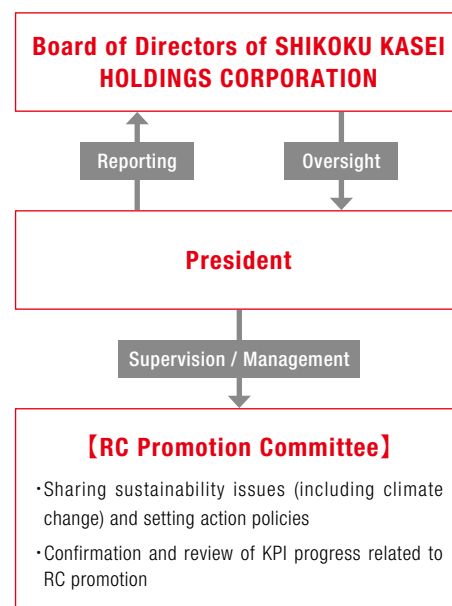 Board of Directors of SHIKOKU KASEI
HOLDINGS CORPORATION
Reporting
Oversight
President
Supervision / Management
【RC Promotion Committee】
・Sharing sustainability issues (including climate
change) and setting action policies
・Confirmation and review of KPI progress related to
RC promotion